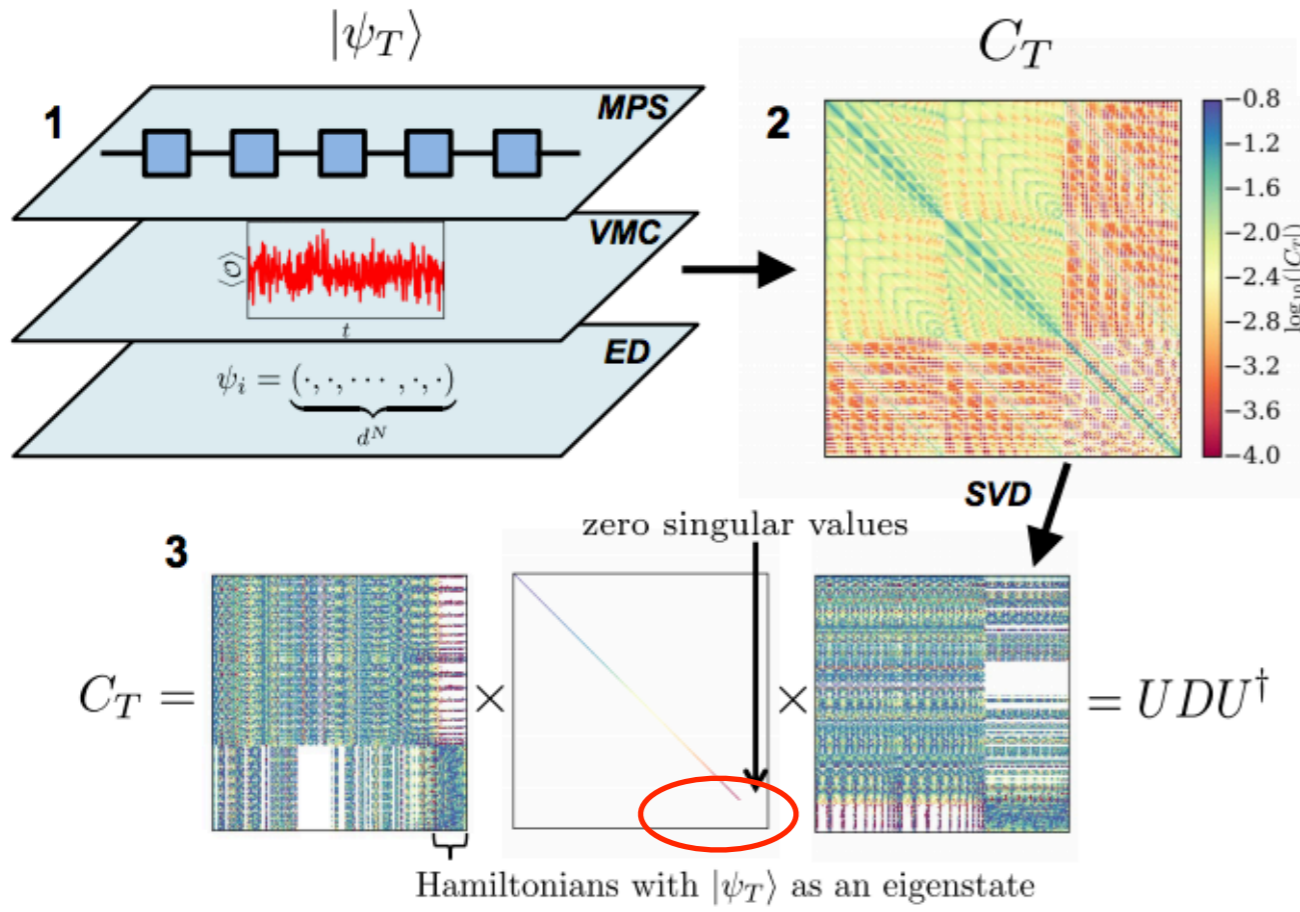 |ψ_T⟩
C_T
1
MPS
2
VMC
⟨O⟩
t
ED
ψ_i = (·, ·, ⋯ , ·, ·)
d^N
−0.8
−1.2
−1.6
−2.0
−2.4
−2.8
−3.2
−3.6
−4.0
log₁₀(|C_T|)
SVD
zero singular values
3
C_T = × × = UDU†
Hamiltonians with |ψ_T⟩ as an eigenstate